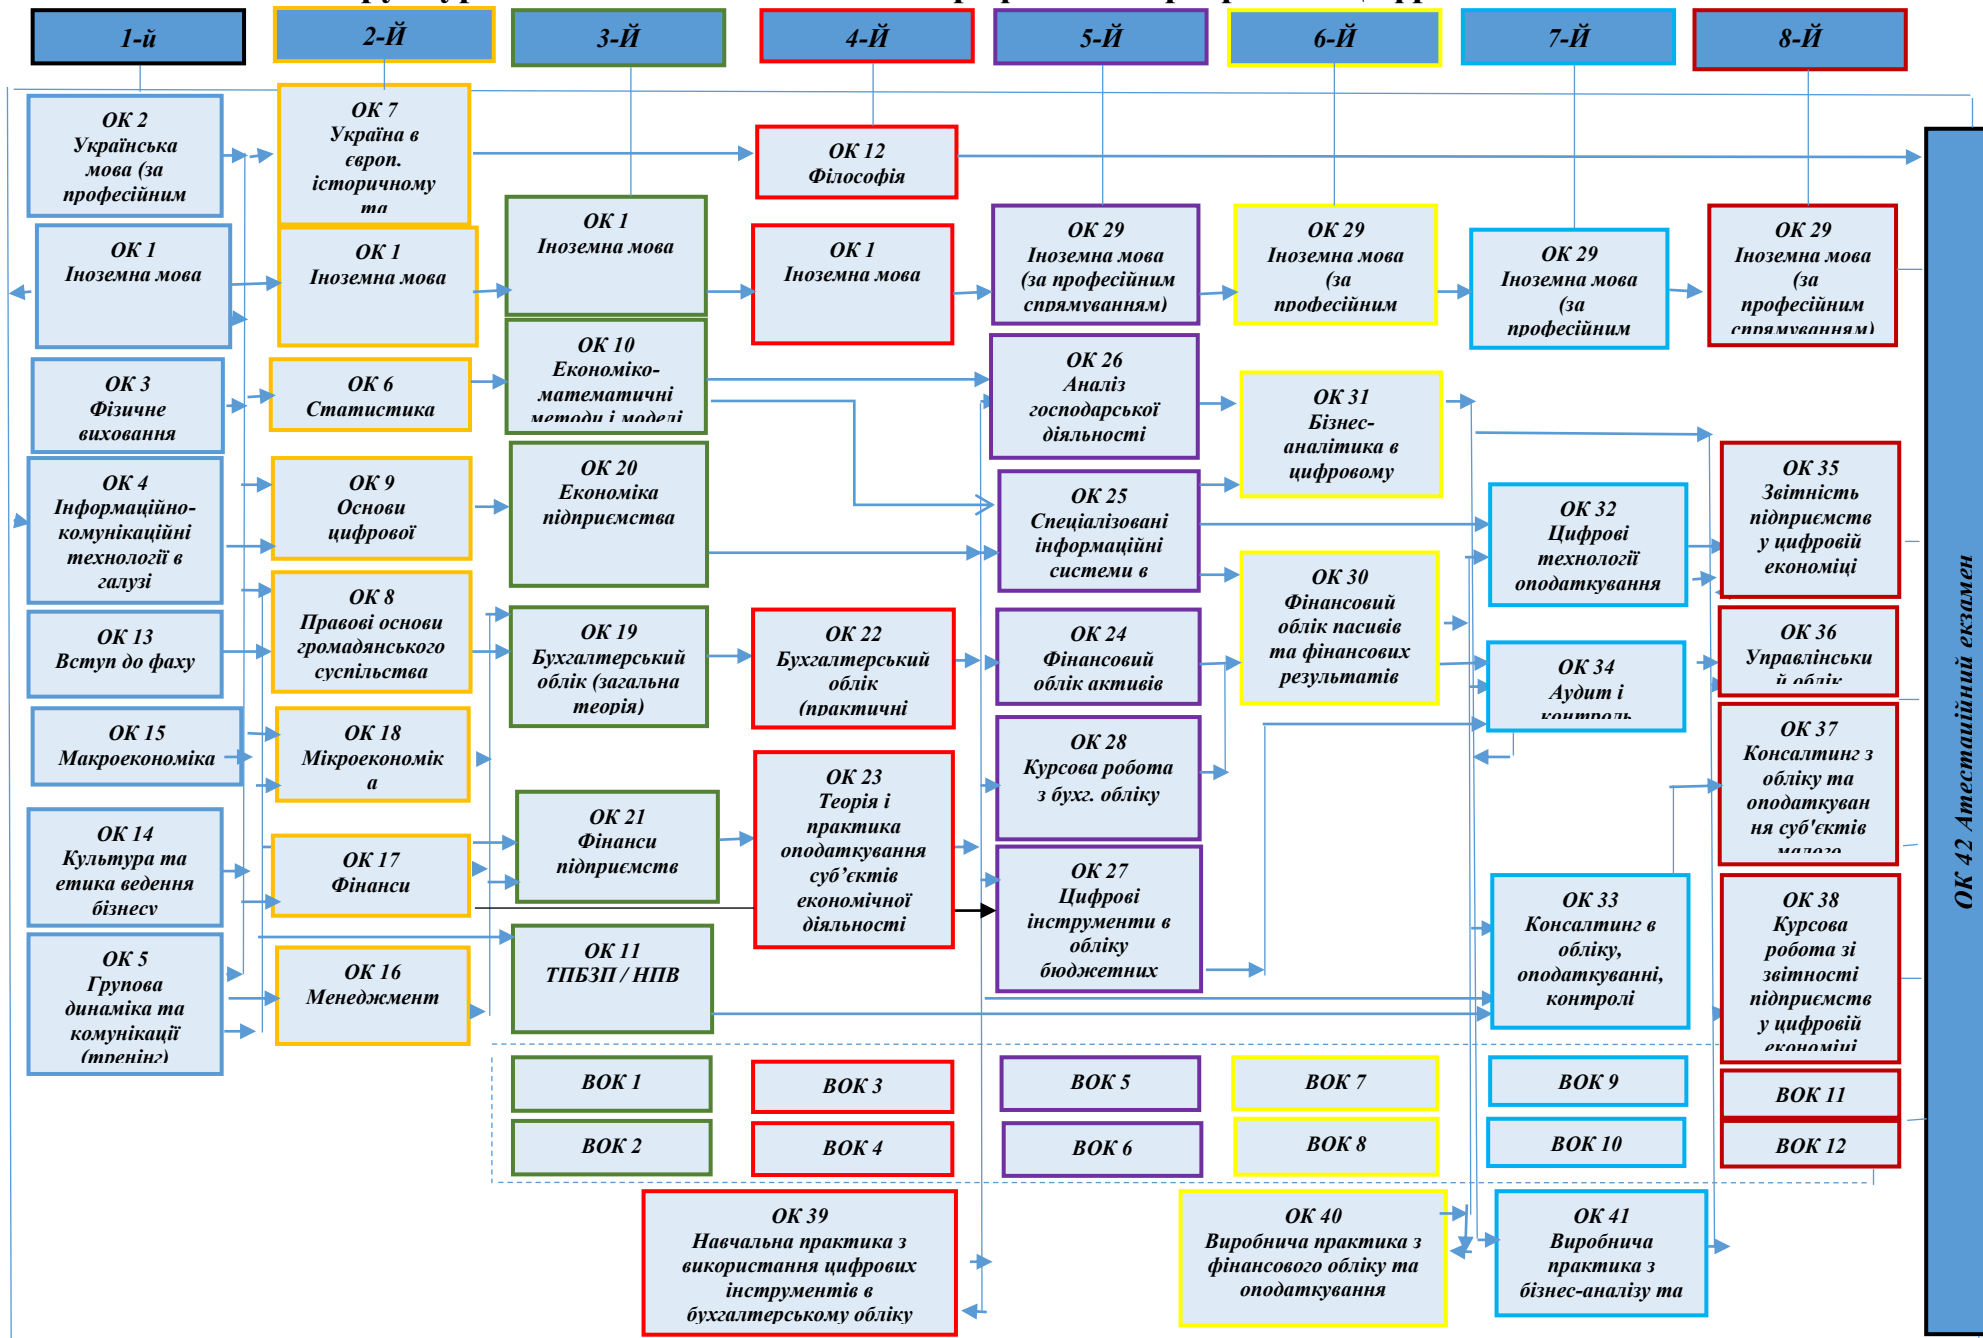 1-й
2-Й
3-Й
4-Й
5-Й
6-Й
7-Й
8-Й
ОК 2
Українська
мова (за
професійним
ОК 1
Іноземна мова
ОК 3
Фізичне
виховання
ОК 4
Інформаційно-
комунікаційні
технології в
галузі
ОК 13
Вступ до фаху
ОК 15
Макроекономіка
ОК 14
Культура та
етика ведення
бізнесу
ОК 5
Групова
динаміка та
комунікації
(тренінг)
ОК 7
Україна в
європ.
історичному
та
ОК 1
Іноземна мова
ОК 6
Статистика
ОК 9
Основи
цифрової
ОК 8
Правові основи
громадянського
суспільства
ОК 18
Мікроекономік
а
ОК 17
Фінанси
ОК 16
Менеджмент
ОК 1
Іноземна мова
ОК 10
Економіко-
математичні
методи і моделі
ОК 20
Економіка
підприємства
ОК 19
Бухгалтерський
облік (загальна
теорія)
ОК 21
Фінанси
підприємств
ОК 11
ТПБЗП / НПВ
ВОК 1
ВОК 2
ОК 12
Філософія
ОК 1
Іноземна мова
ОК 22
Бухгалтерський
облік
(практичні
ОК 23
Теорія і
практика
оподаткування
суб’єктів
економічної
діяльності
ВОК 3
ВОК 4
ОК 39
Навчальна практика з
використання цифрових
інструментів в
бухгалтерському обліку
ОК 29
Іноземна мова
(за професійним
спрямуванням)
ОК 26
Аналіз
господарської
діяльності
ОК 25
Спеціалізовані
інформаційні
системи в
ОК 24
Фінансовий
облік активів
ОК 28
Курсова робота
з бухг. обліку
ОК 27
Цифрові
інструменти в
обліку
бюджетних
ВОК 5
ВОК 6
ОК 29
Іноземна мова
(за
професійним
ОК 31
Бізнес-
аналітика в
цифровому
ОК 30
Фінансовий
облік пасивів
та фінансових
результатів
ВОК 7
ВОК 8
ОК 40
Виробнича практика з
фінансового обліку та
оподаткування
ОК 29
Іноземна мова
(за
професійним
ОК 32
Цифрові
технології
оподаткування
ОК 34
Аудит і
контроль
ОК 33
Консалтинг в
обліку,
оподаткуванні,
контролі
ВОК 9
ВОК 10
ОК 41
Виробнича
практика з
бізнес-аналізу та
ОК 29
Іноземна мова
(за
професійним
спрямуванням)
ОК 35
Звітність
підприємств
у цифровій
економіці
ОК 36
Управлінськи
й облік
ОК 37
Консалтинг з
обліку та
оподаткуван
ня суб'єктів
малого
ОК 38
Курсова
робота зі
звітності
підприємств
у цифровій
економіці
ВОК 11
ВОК 12
ОК 42 Атестаційний екзамен